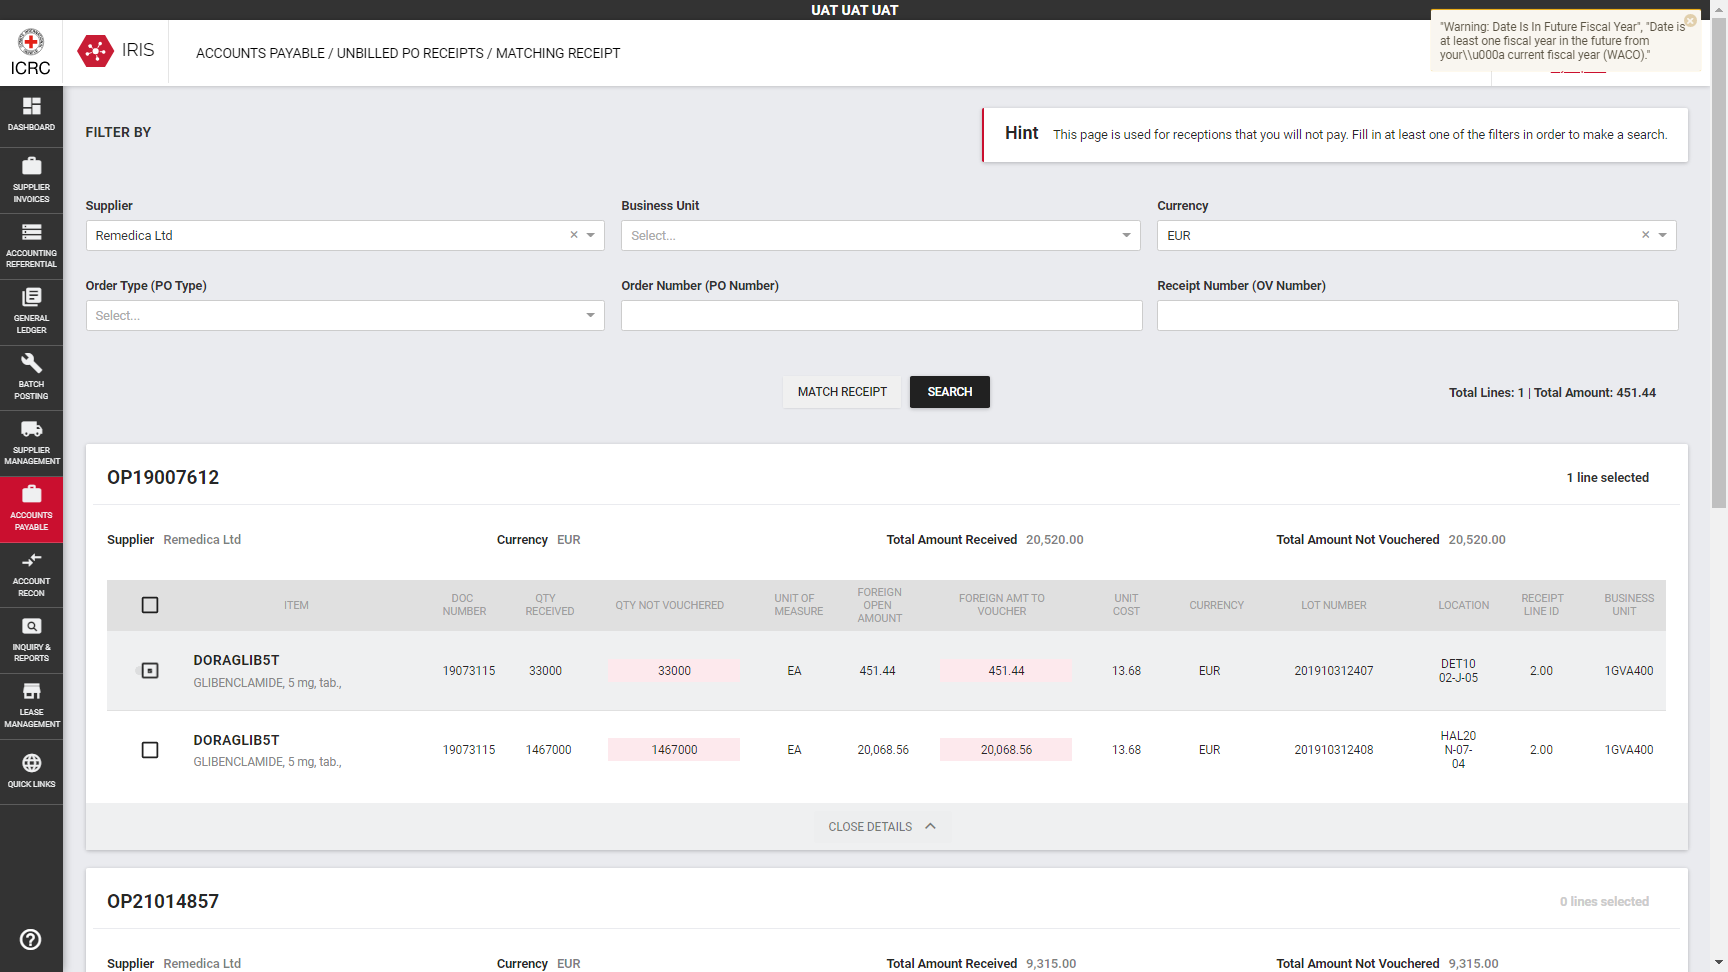 UAT UAT UAT
ICRC
IRIS
ACCOUNTS PAYABLE / UNBILLED PO RECEIPTS / MATCHING RECEIPT
"Warning: Date Is In Future Fiscal Year", "Date is
at least one fiscal year in the future from
your\\u000a current fiscal year (WACO)."
DASHBOARD
SUPPLIER
INVOICES
ACCOUNTING
REFERENTIAL
GENERAL
LEDGER
BATCH
POSTING
SUPPLIER
MANAGEMENT
ACCOUNTS
PAYABLE
ACCOUNT
RECON
INQUIRY &
REPORTS
LEASE
MANAGEMENT
QUICK LINKS
FILTER BY
Hint This page is used for receptions that you will not pay. Fill in at least one of the filters in order to make a search.
Supplier
Remedica Ltd
Business Unit
Select...
Currency
EUR
Order Type (PO Type)
Select...
Order Number (PO Number)
Receipt Number (OV Number)
MATCH RECEIPT
SEARCH
Total Lines: 1 | Total Amount: 451.44
OP19007612
1 line selected
Supplier Remedica Ltd
Currency EUR
Total Amount Received 20,520.00
Total Amount Not Vouchered 20,520.00
ITEM
DOC
NUMBER
QTY
RECEIVED
QTY NOT VOUCHERED
UNIT OF
MEASURE
FOREIGN
OPEN
AMOUNT
FOREIGN AMT TO
VOUCHER
UNIT
COST
CURRENCY
LOT NUMBER
LOCATION
RECEIPT
LINE ID
BUSINESS
UNIT
DORAGLIB5T
GLIBENCLAMIDE, 5 mg, tab.,
19073115
33000
33000
EA
451.44
451.44
13.68
EUR
201910312407
DET10
02-J-05
2.00
1GVA400
DORAGLIB5T
GLIBENCLAMIDE, 5 mg, tab.,
19073115
1467000
1467000
EA
20,068.56
20,068.56
13.68
EUR
201910312408
HAL20
N-07-
04
2.00
1GVA400
CLOSE DETAILS
OP21014857
0 lines selected
Supplier Remedica Ltd
Currency EUR
Total Amount Received 9,315.00
Total Amount Not Vouchered 9,315.00